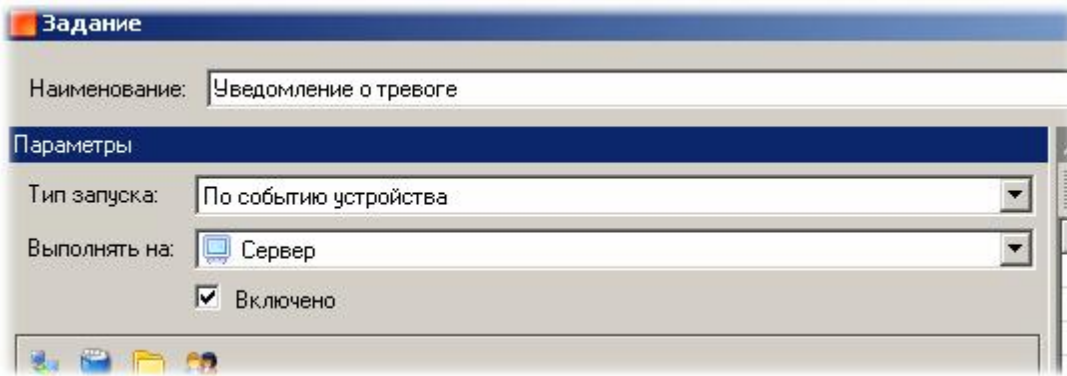 Задание
Наименование: Уведомление о тревоге
Параметры
Тип запуска: По событию устройства
Выполнять на: Сервер
Включено